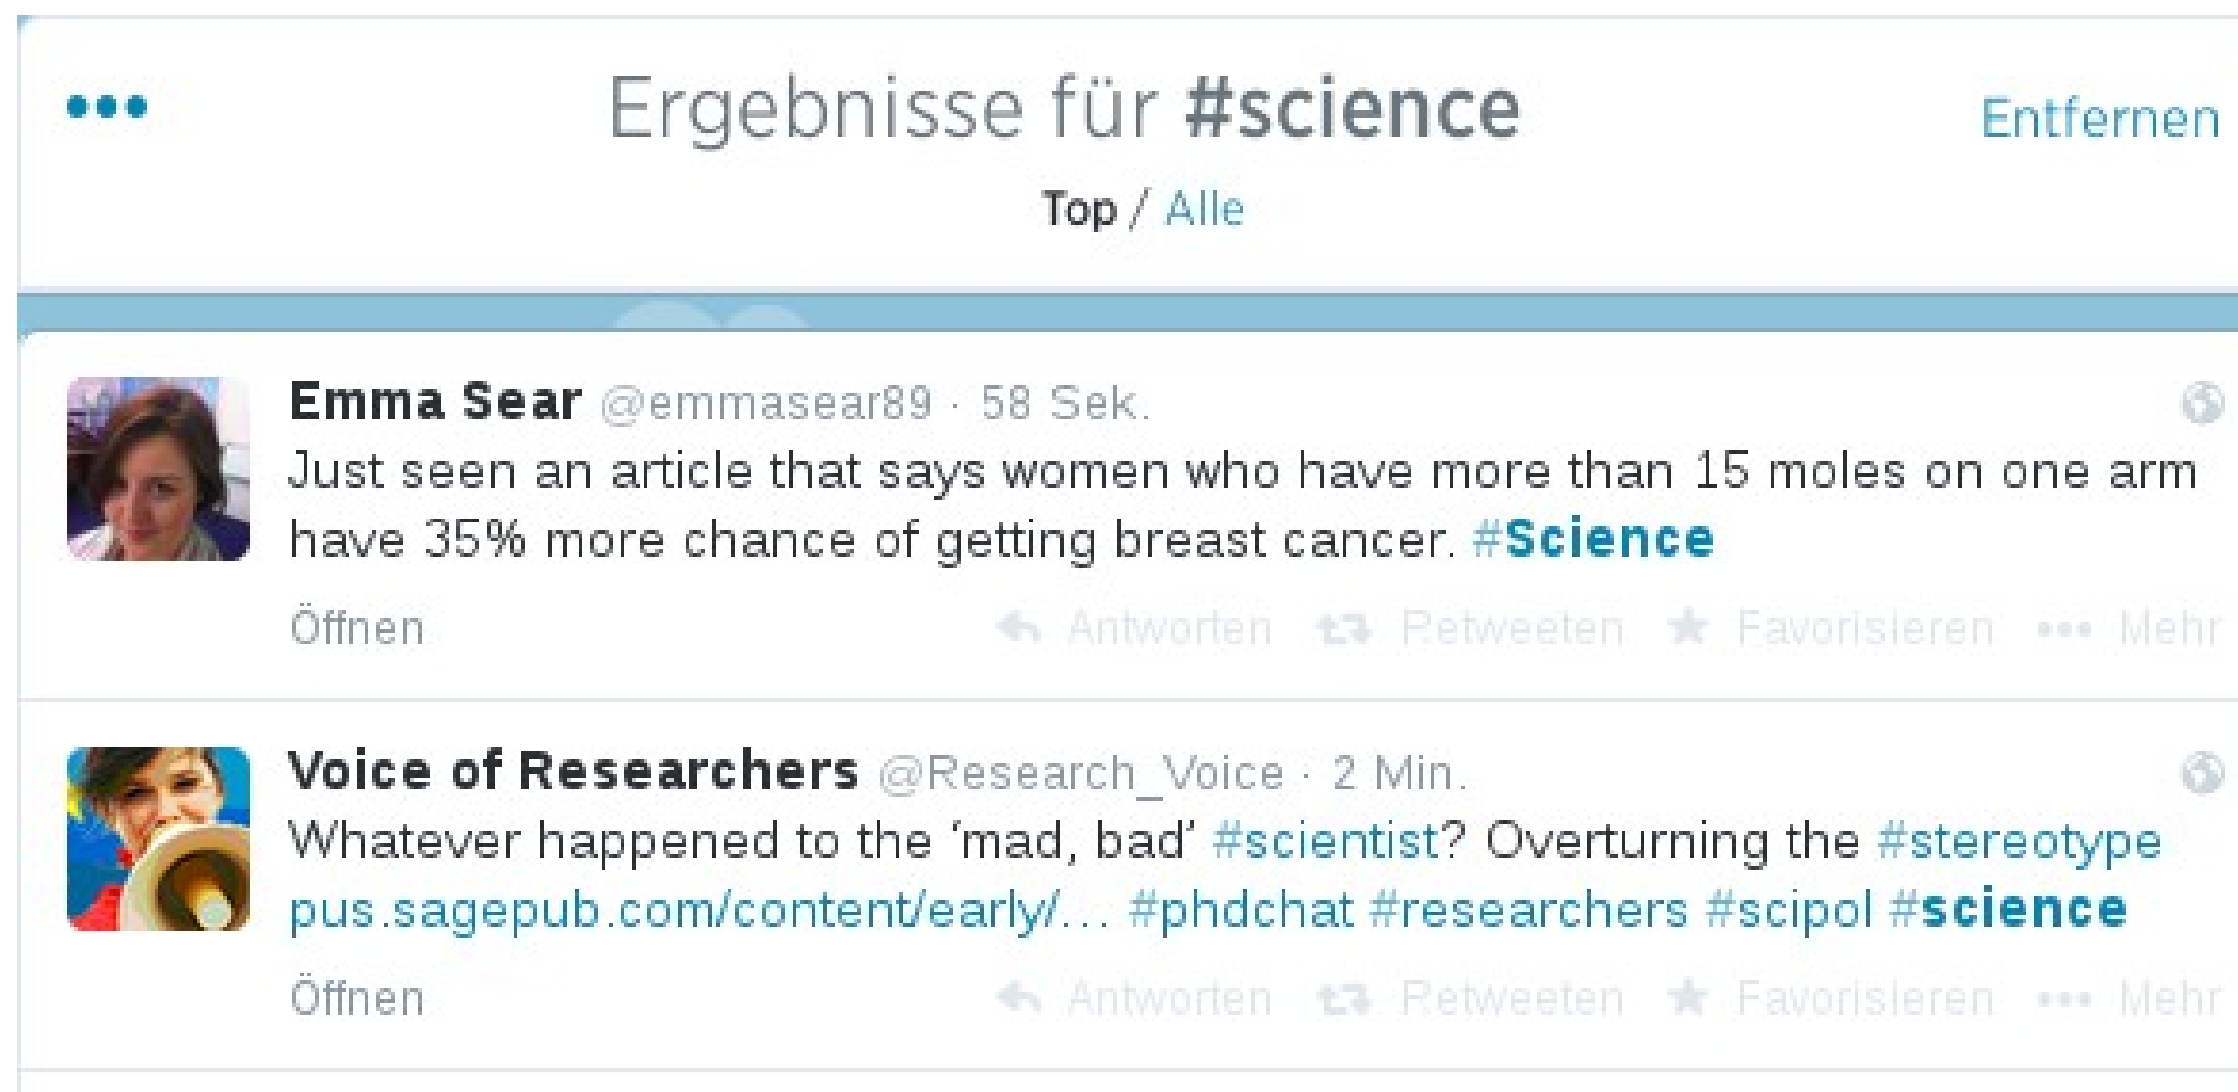 Ergebnisse für #science
Entfernen
Top / Alle
Emma Sear @emmasear89 · 58 Sek.
Just seen an article that says women who have more than 15 moles on one arm
have 35% more chance of getting breast cancer. #Science
Öffnen Antworten Retweeten Favorisieren Mehr
Voice of Researchers @Research_Voice · 2 Min.
Whatever happened to the ‘mad, bad’ #scientist? Overturning the #stereotype
pus.sagepub.com/content/early/... #phdchat #researchers #scipol #science
Öffnen Antworten Retweeten Favorisieren Mehr